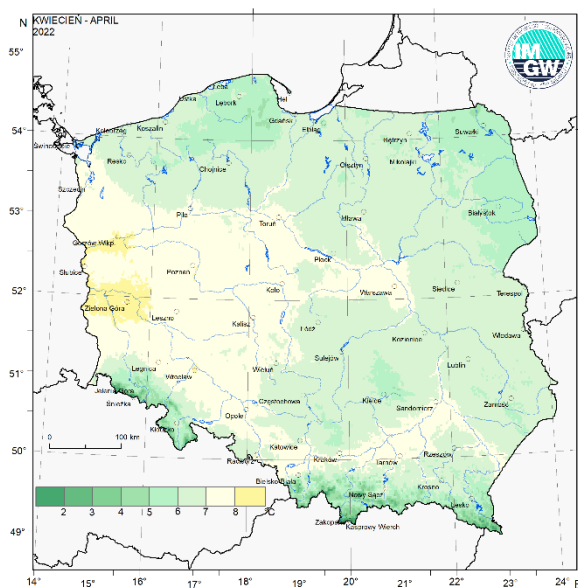 KWIECIEŃ - APRIL
2022
N
IMGW
55°
54°
53°
52°
51°
50°
49°
Łeba
Ustka
Lębork
Hel
Gdańsk
Elbląg
Kołobrzeg
Koszalin
Świnoujście
Resko
Chojnice
Olsztyn
Kętrzyn
Mikołajki
Suwałki
Szczecin
Piła
Toruń
Iława
Białystok
Gorzów Wlkp.
Słubice
Poznań
Koło
Płock
Warszawa
Siedlce
Terespol
Zielona Góra
Leszno
Kalisz
Łódź
Kozienice
Włodawa
Legnica
Wrocław
Wieluń
Sulejów
Lublin
Jelenia Góra
Śnieżka
Kłodzko
Opole
Częstochowa
Kielce
Sandomierz
Zamość
0
100 km
Racibórz
Katowice
Kraków
Tarnów
Rzeszów
Bielsko-Biała
Nowy Sącz
Krosno
Lesko
Zakopane
Kasprowy Wierch
2 3 4 5 6 7 8 °C
14° 15° 16° 17° 18° 19° 20° 21° 22° 23° 24° E